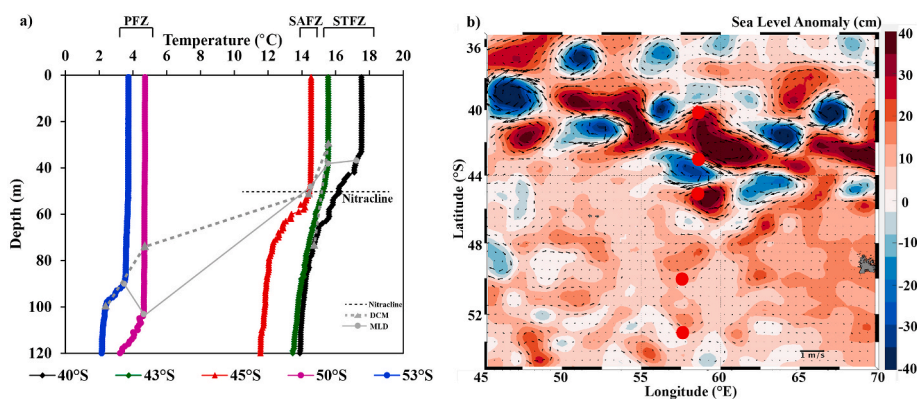 a)
PFZ
SAFZ STFZ
Temperature (°C)
0 2 4 6 8 10 12 14 16 18 20
0
20
40
60
80
100
120
Depth (m)
Nitracline
Nitracline
DCM
MLD
40°S 43°S 45°S 50°S 53°S
b)
Sea Level Anomaly (cm)
36
40
44
48
52
Latitude (°S)
45 50 55 60 65 70
Longitude (°E)
1 m/s
40
30
20
10
0
-10
-20
-30
-40